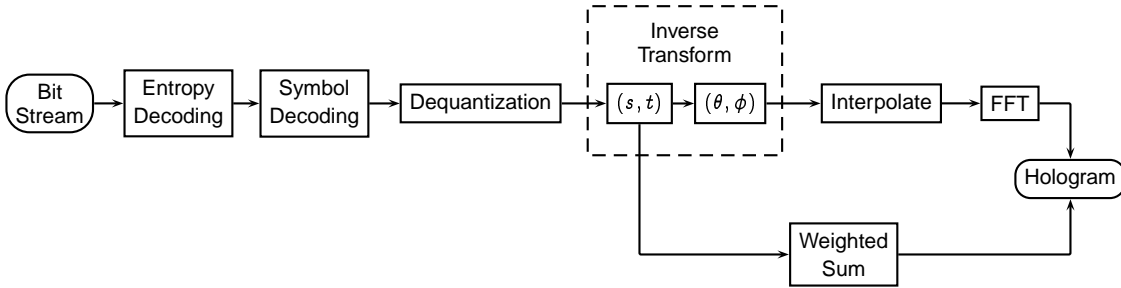 Inverse
Transform
Bit
Stream
Entropy
Decoding
Symbol
Decoding
Dequantization
(s, t)
(θ, ϕ)
Interpolate
FFT
Hologram
Weighted
Sum